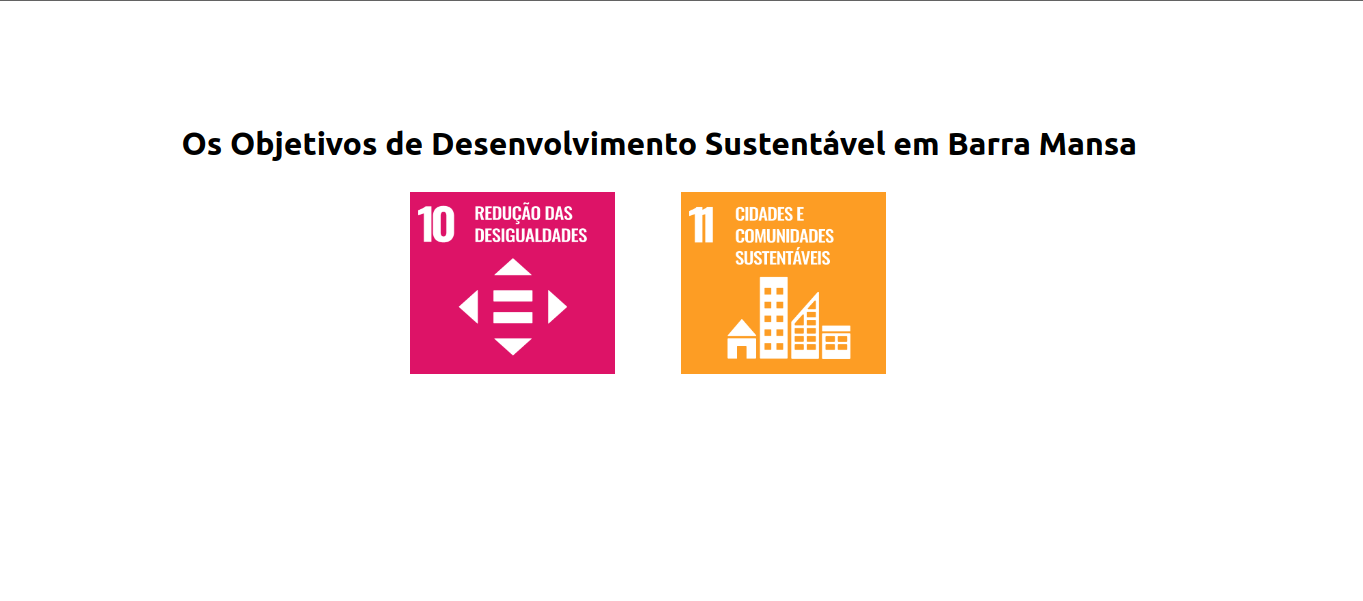 Os Objetivos de Desenvolvimento Sustentável em Barra Mansa
10
REDUÇÃO DAS
DESIGUALDADES
11
CIDADES E
COMUNIDADES
SUSTENTÁVEIS